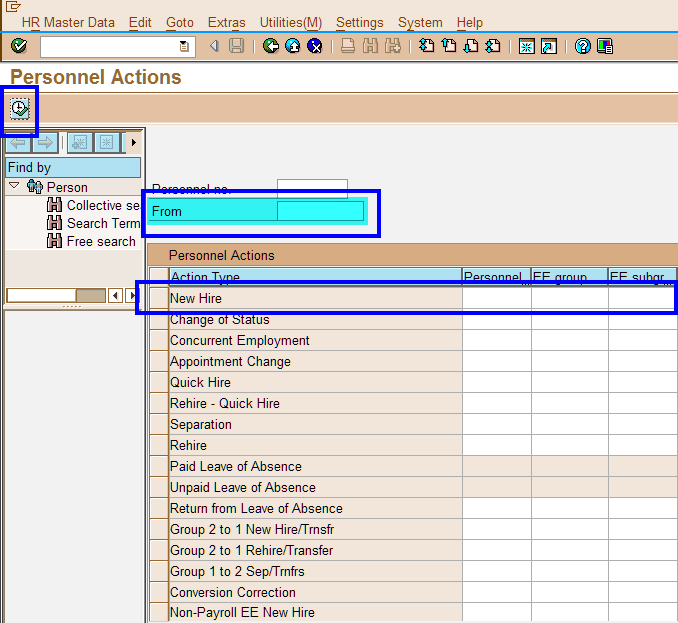 HR Master Data Edit Goto Extras Utilities(M) Settings System Help
Personnel Actions
Find by
Person
Collective se
Search Term
Free search
Personnel no.
From
Personnel Actions
Action Type Personnel... EE group EE subgr...
New Hire
Change of Status
Concurrent Employment
Appointment Change
Quick Hire
Rehire - Quick Hire
Separation
Rehire
Paid Leave of Absence
Unpaid Leave of Absence
Return from Leave of Absence
Group 2 to 1 New Hire/Trnsfr
Group 2 to 1 Rehire/Transfer
Group 1 to 2 Sep/Trnfrs
Conversion Correction
Non-Payroll EE New Hire